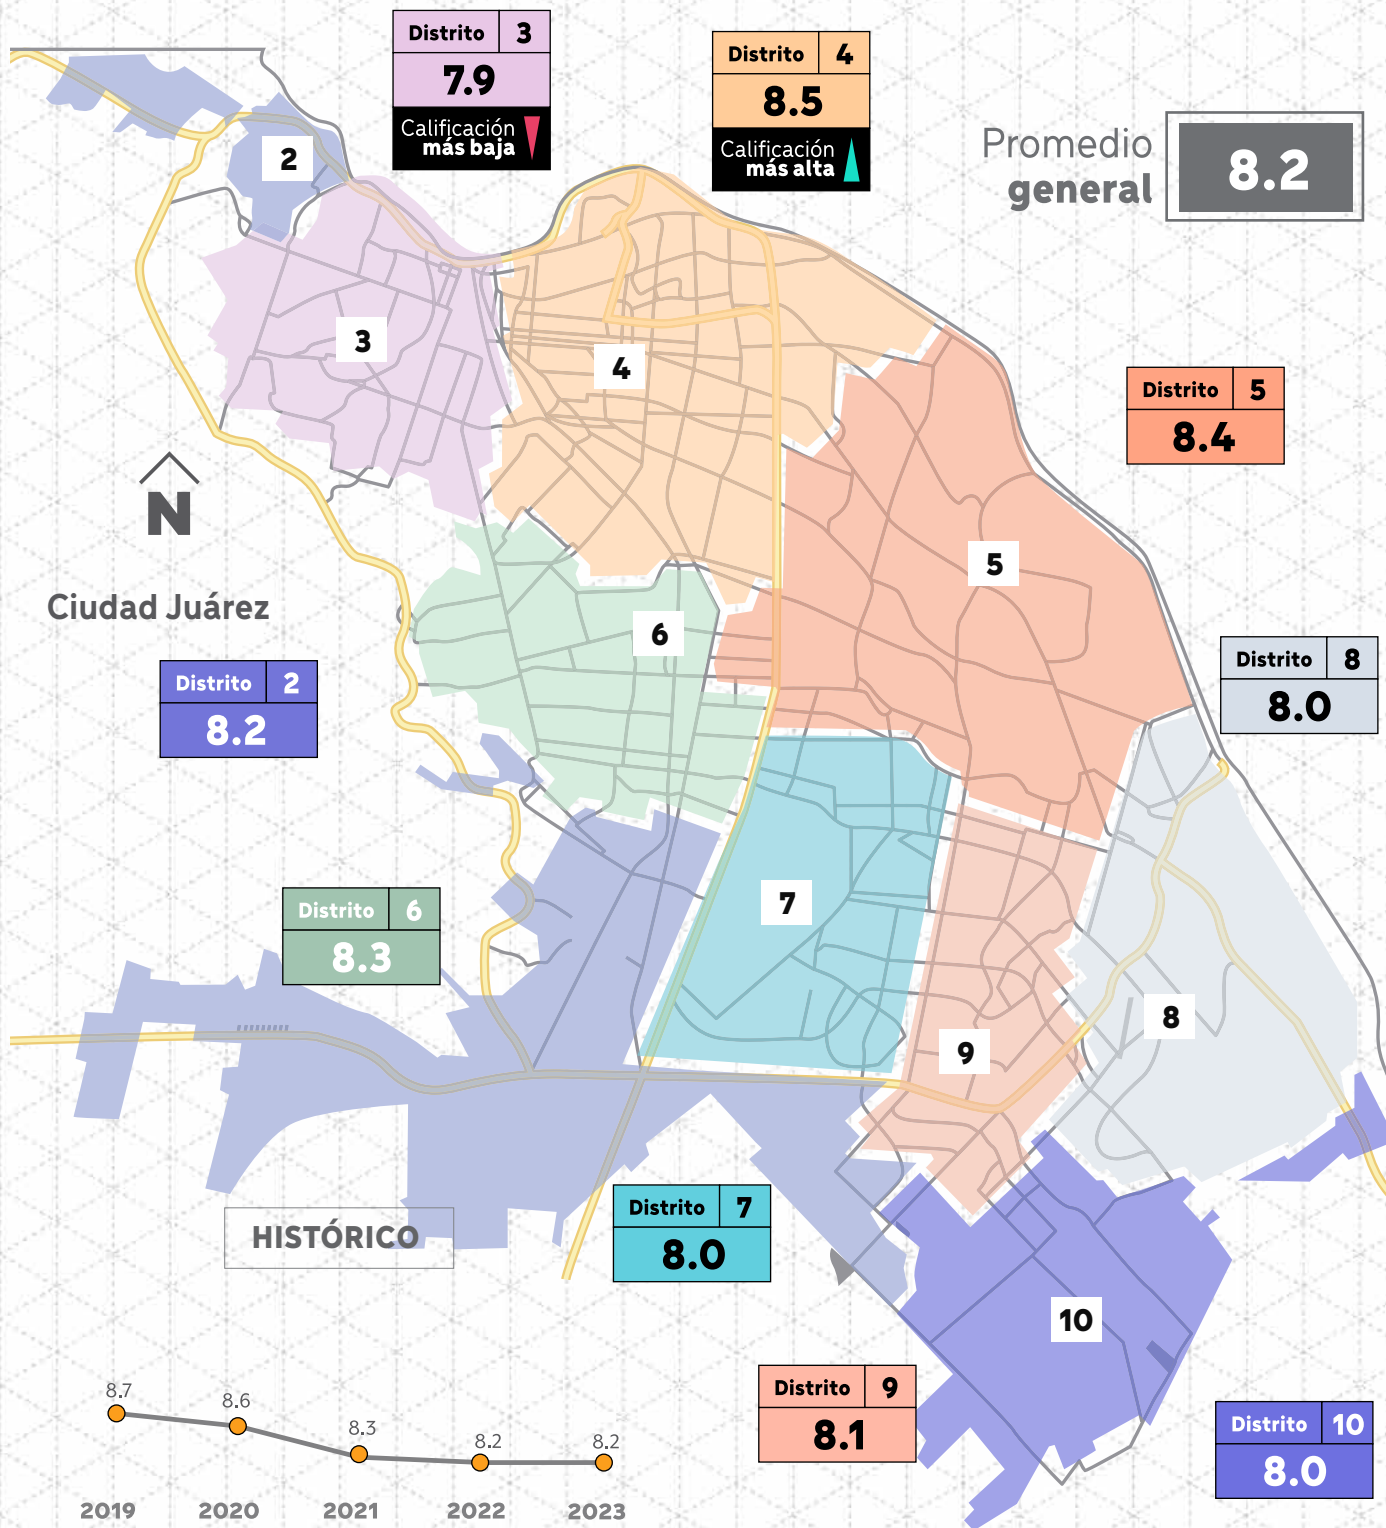 Distrito 3
7.9
Calificación
más baja
Distrito 4
8.5
Calificación
más alta
Promedio
general
8.2
2
3
4
Distrito 5
8.4
N
5
Ciudad Juárez
6
Distrito 8
8.0
Distrito 2
8.2
7
Distrito 6
8.3
8
9
Distrito 7
8.0
HISTÓRICO
10
Distrito 9
8.1
Distrito 10
8.0
8.7
8.6
8.3
8.2
8.2
2019 2020 2021 2022 2023